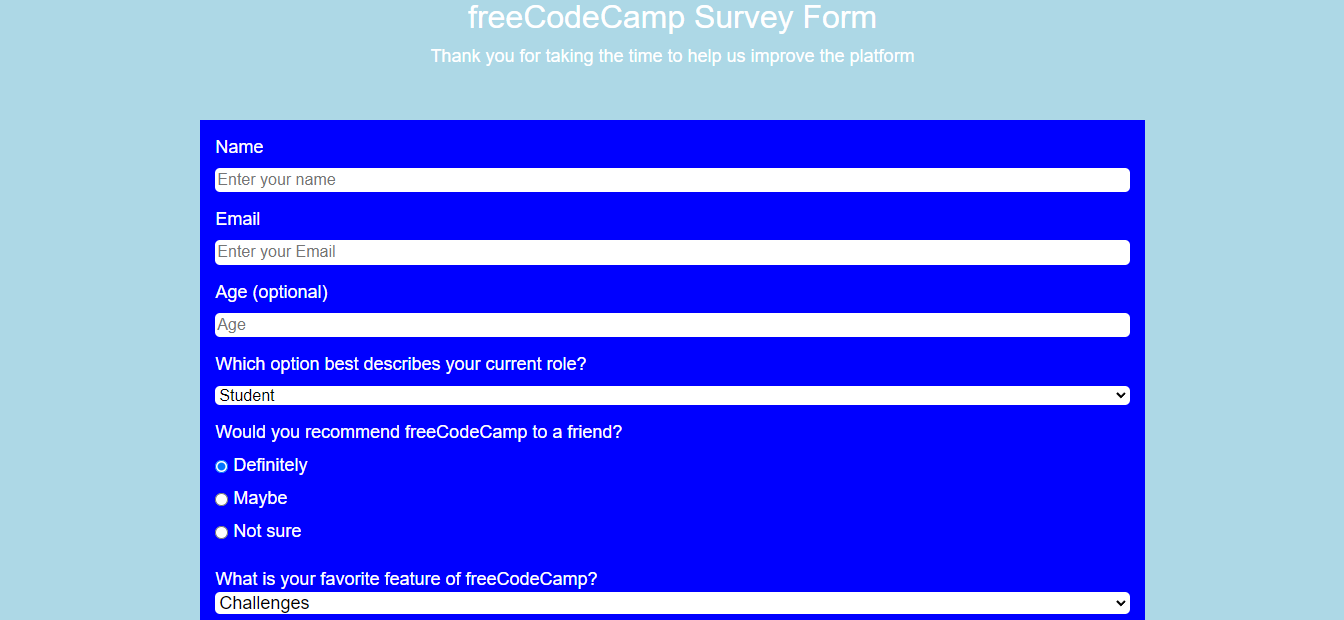 freeCodeCamp Survey Form
Thank you for taking the time to help us improve the platform
Name
Enter your name
Email
Enter your Email
Age (optional)
Age
Which option best describes your current role?
Student
Would you recommend freeCodeCamp to a friend?
Definitely
Maybe
Not sure
What is your favorite feature of freeCodeCamp?
Challenges